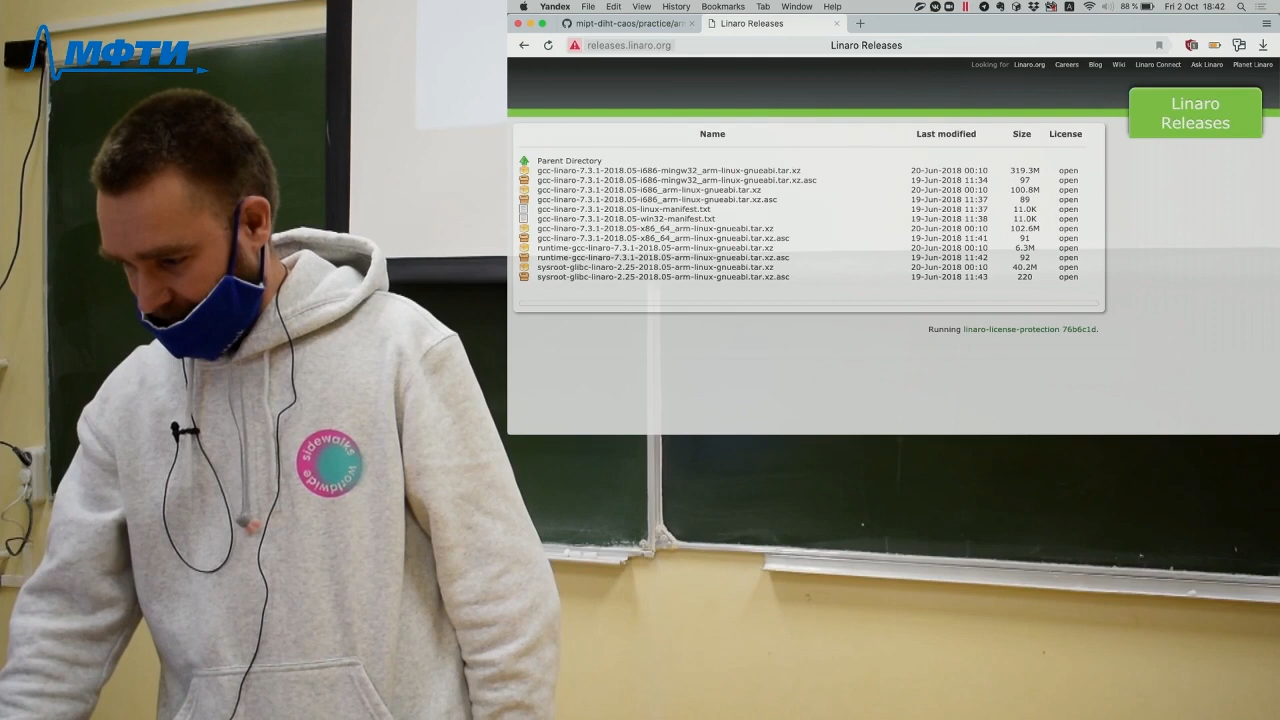 МФТИ
Yandex File Edit View History Bookmarks Tab Window Help 88 % Fri 2 Oct 18:42
mipt-diht-caos/practice/arm Linaro Releases
releases.linaro.org Linaro Releases
Looking for Linaro.org Careers Blog Wiki Linaro Connect Ask Linaro Planet Linaro
Linaro
Releases
Name Last modified Size License
Parent Directory
gcc-linaro-7.3.1-2018.05-i686-mingw32_arm-linux-gnueabi.tar.xz 20-Jun-2018 00:10 319.3M open
gcc-linaro-7.3.1-2018.05-i686-mingw32_arm-linux-gnueabi.tar.xz.asc 19-Jun-2018 11:34 97 open
gcc-linaro-7.3.1-2018.05-i686_arm-linux-gnueabi.tar.xz 20-Jun-2018 00:10 100.8M open
gcc-linaro-7.3.1-2018.05-i686_arm-linux-gnueabi.tar.xz.asc 19-Jun-2018 11:37 89 open
gcc-linaro-7.3.1-2018.05-linux-manifest.txt 19-Jun-2018 11:37 11.0K open
gcc-linaro-7.3.1-2018.05-win32-manifest.txt 19-Jun-2018 11:38 11.0K open
gcc-linaro-7.3.1-2018.05-x86_64_arm-linux-gnueabi.tar.xz 20-Jun-2018 00:10 102.6M open
gcc-linaro-7.3.1-2018.05-x86_64_arm-linux-gnueabi.tar.xz.asc 19-Jun-2018 11:41 91 open
runtime-gcc-linaro-7.3.1-2018.05-arm-linux-gnueabi.tar.xz 20-Jun-2018 00:10 6.3M open
runtime-gcc-linaro-7.3.1-2018.05-arm-linux-gnueabi.tar.xz.asc 19-Jun-2018 11:42 92 open
sysroot-glibc-linaro-2.25-2018.05-arm-linux-gnueabi.tar.xz 20-Jun-2018 00:10 40.2M open
sysroot-glibc-linaro-2.25-2018.05-arm-linux-gnueabi.tar.xz.asc 19-Jun-2018 11:43 220 open
Running linaro-license-protection 76b6c1d.
sidewalks
worldwide